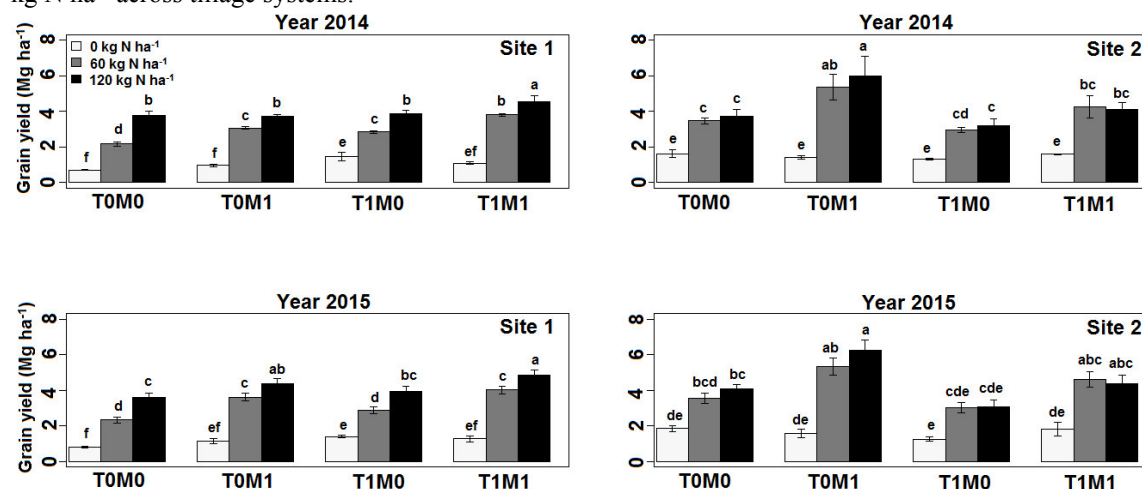 kg N ha⁻¹ across tillage systems.
Year 2014
Grain yield (Mg ha⁻¹)
0 2 4 6 8
Site 1
0 kg N ha⁻¹
60 kg N ha⁻¹
120 kg N ha⁻¹
f d b f c b e b b ef b a
T0M0 T0M1 T1M0 T1M1
Year 2014
0 2 4 6 8
Site 2
e c c e ab a e cd c e bc bc
T0M0 T0M1 T1M0 T1M1
Year 2015
Grain yield (Mg ha⁻¹)
0 2 4 6 8
Site 1
f d c ef c ab e d bc ef c a
T0M0 T0M1 T1M0 T1M1
Year 2015
0 2 4 6 8
Site 2
de bcd bc de ab a e cde cde de abc abc
T0M0 T0M1 T1M0 T1M1